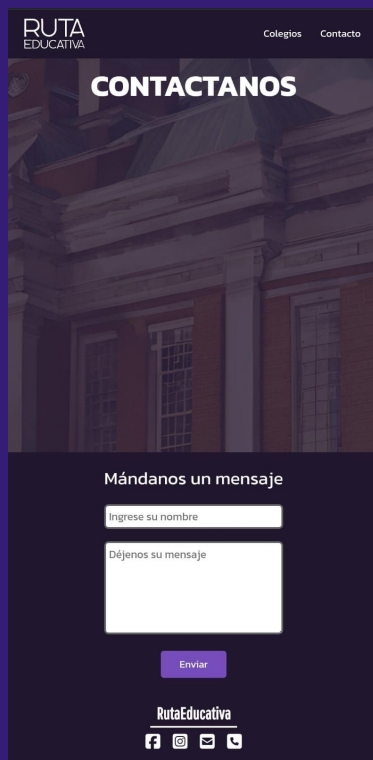 RUTA
EDUCATIVA
Colegios Contacto
CONTACTANOS
Mándanos un mensaje
Ingrese su nombre
Déjenos su mensaje
Enviar
RutaEducativa